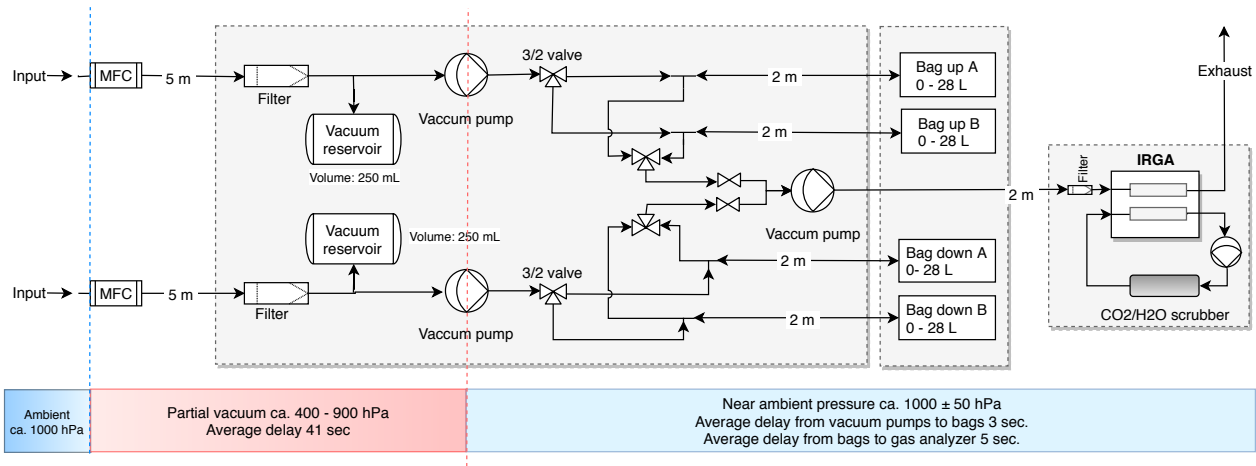 Input
MFC
5 m
Filter
Vacuum
reservoir
Volume: 250 mL
Vaccum pump
3/2 valve
2 m
Bag up A
0 - 28 L
2 m
Bag up B
0 - 28 L
Vaccum pump
2 m
Filter
IRGA
Exhaust
CO2/H2O scrubber
Vacuum
reservoir
Volume: 250 mL
Input
MFC
5 m
Filter
Vaccum pump
3/2 valve
2 m
Bag down A
0- 28 L
2 m
Bag down B
0 - 28 L
Ambient
ca. 1000 hPa
Partial vacuum ca. 400 - 900 hPa
Average delay 41 sec
Near ambient pressure ca. 1000 ± 50 hPa
Average delay from vacuum pumps to bags 3 sec.
Average delay from bags to gas analyzer 5 sec.